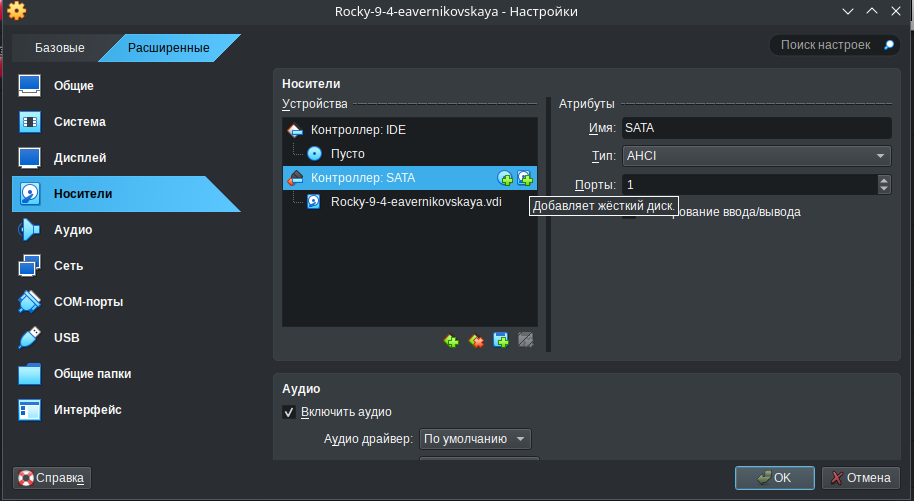 Rocky-9-4-eavernikovskaya - Настройки
Базовые
Расширенные
Поиск настроек
Общие
Система
Дисплей
Носители
Аудио
Сеть
COM-порты
USB
Общие папки
Интерфейс
Носители
Устройства
Контроллер: IDE
Пусто
Контроллер: SATA
Rocky-9-4-eavernikovskaya.vdi
Атрибуты
Имя: SATA
Тип: AHCI
Порты: 1
Добавляет жёсткий диск.
рование ввода/вывода
Аудио
Включить аудио
Аудио драйвер: По умолчанию
Справка
OK
Отмена